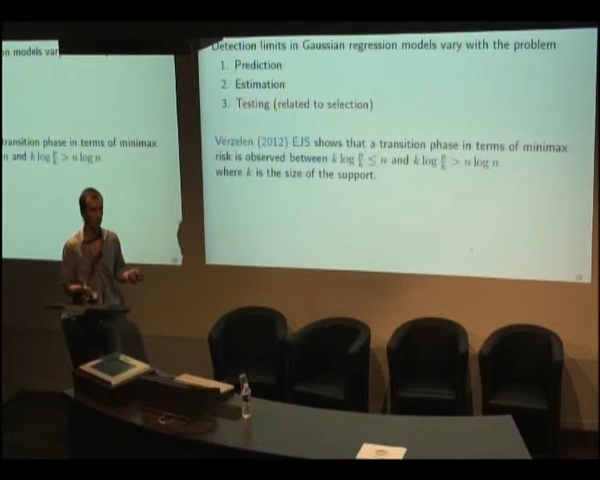 on models vary
transition phase in terms of minimax
n and k log p/k > n log n
Detection limits in Gaussian regression models vary with the problem
1. Prediction
2. Estimation
3. Testing (related to selection)
Verzelen (2012) EJS shows that a transition phase in terms of minimax
risk is observed between k log p/k ≤ n and k log p/k > n log n
where k is the size of the support.